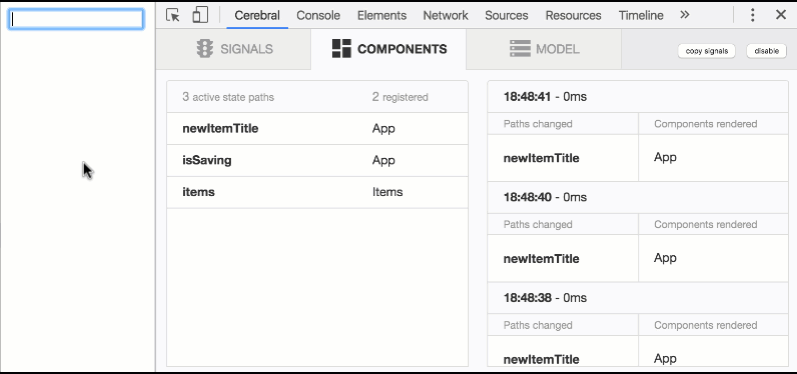 Cerebral Console Elements Network Sources Resources Timeline »
SIGNALS COMPONENTS MODEL copy signals disable
3 active state paths 2 registered
newItemTitle App
isSaving App
items Items
18:48:41 - 0ms
Paths changed Components rendered
newItemTitle App
18:48:40 - 0ms
Paths changed Components rendered
newItemTitle App
18:48:38 - 0ms
Paths changed Components rendered
newItemTitle App